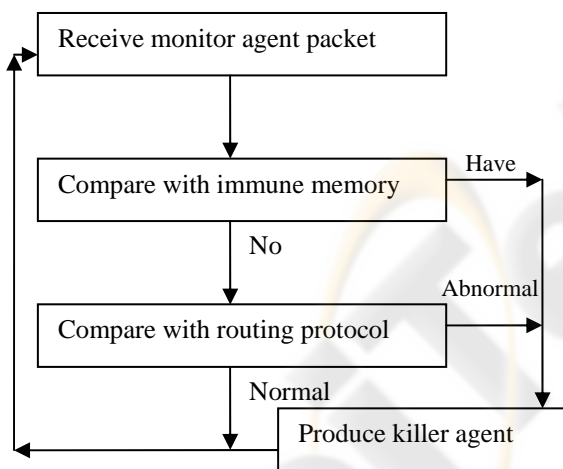 Receive monitor agent packet
Have
Compare with immune memory
No
Abnormal
Compare with routing protocol
Normal
Produce killer agent